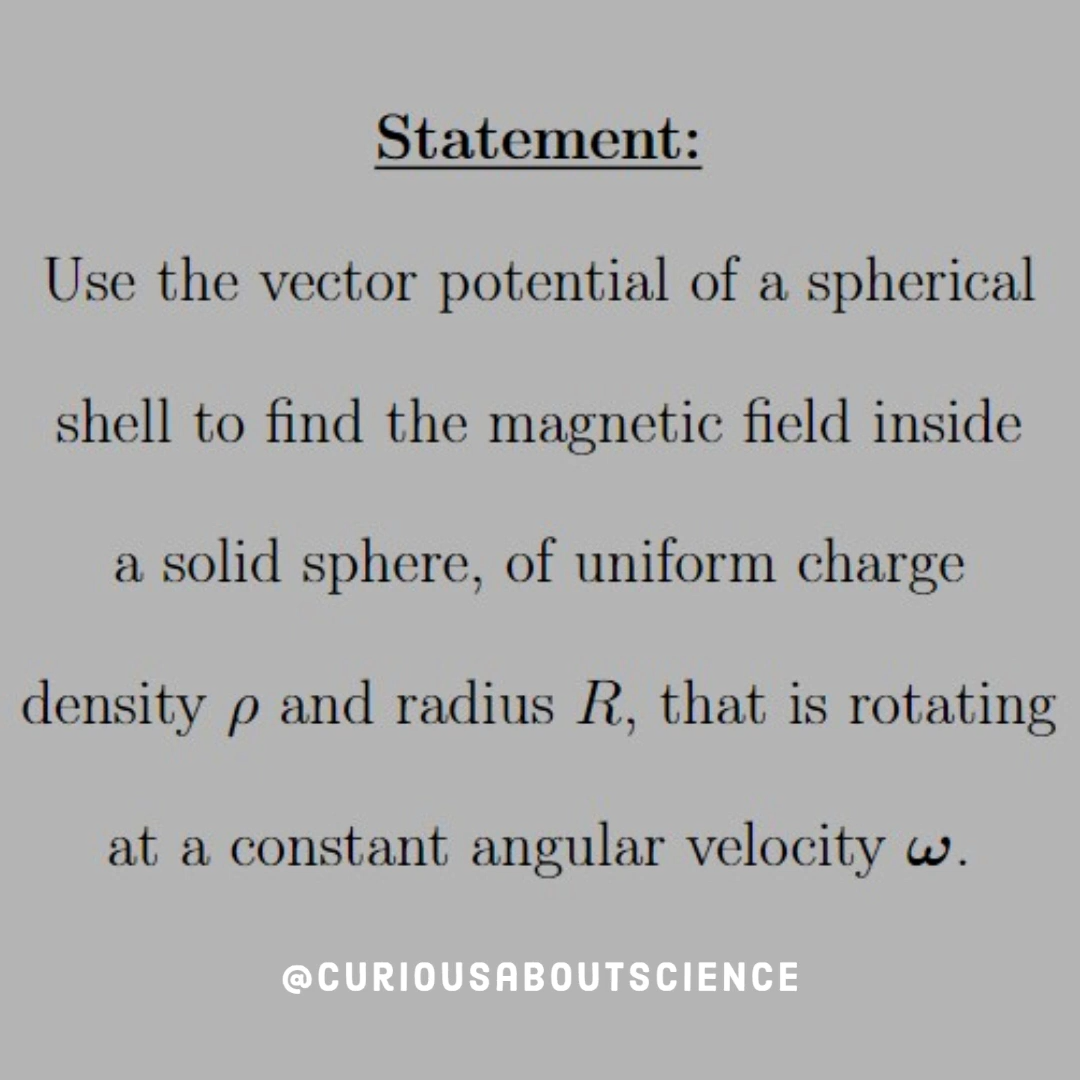 Statement:
Use the vector potential of a spherical
shell to find the magnetic field inside
a solid sphere, of uniform charge
density ρ and radius R, that is rotating
at a constant angular velocity ω.
@CURIOUSABOUTSCIENCE